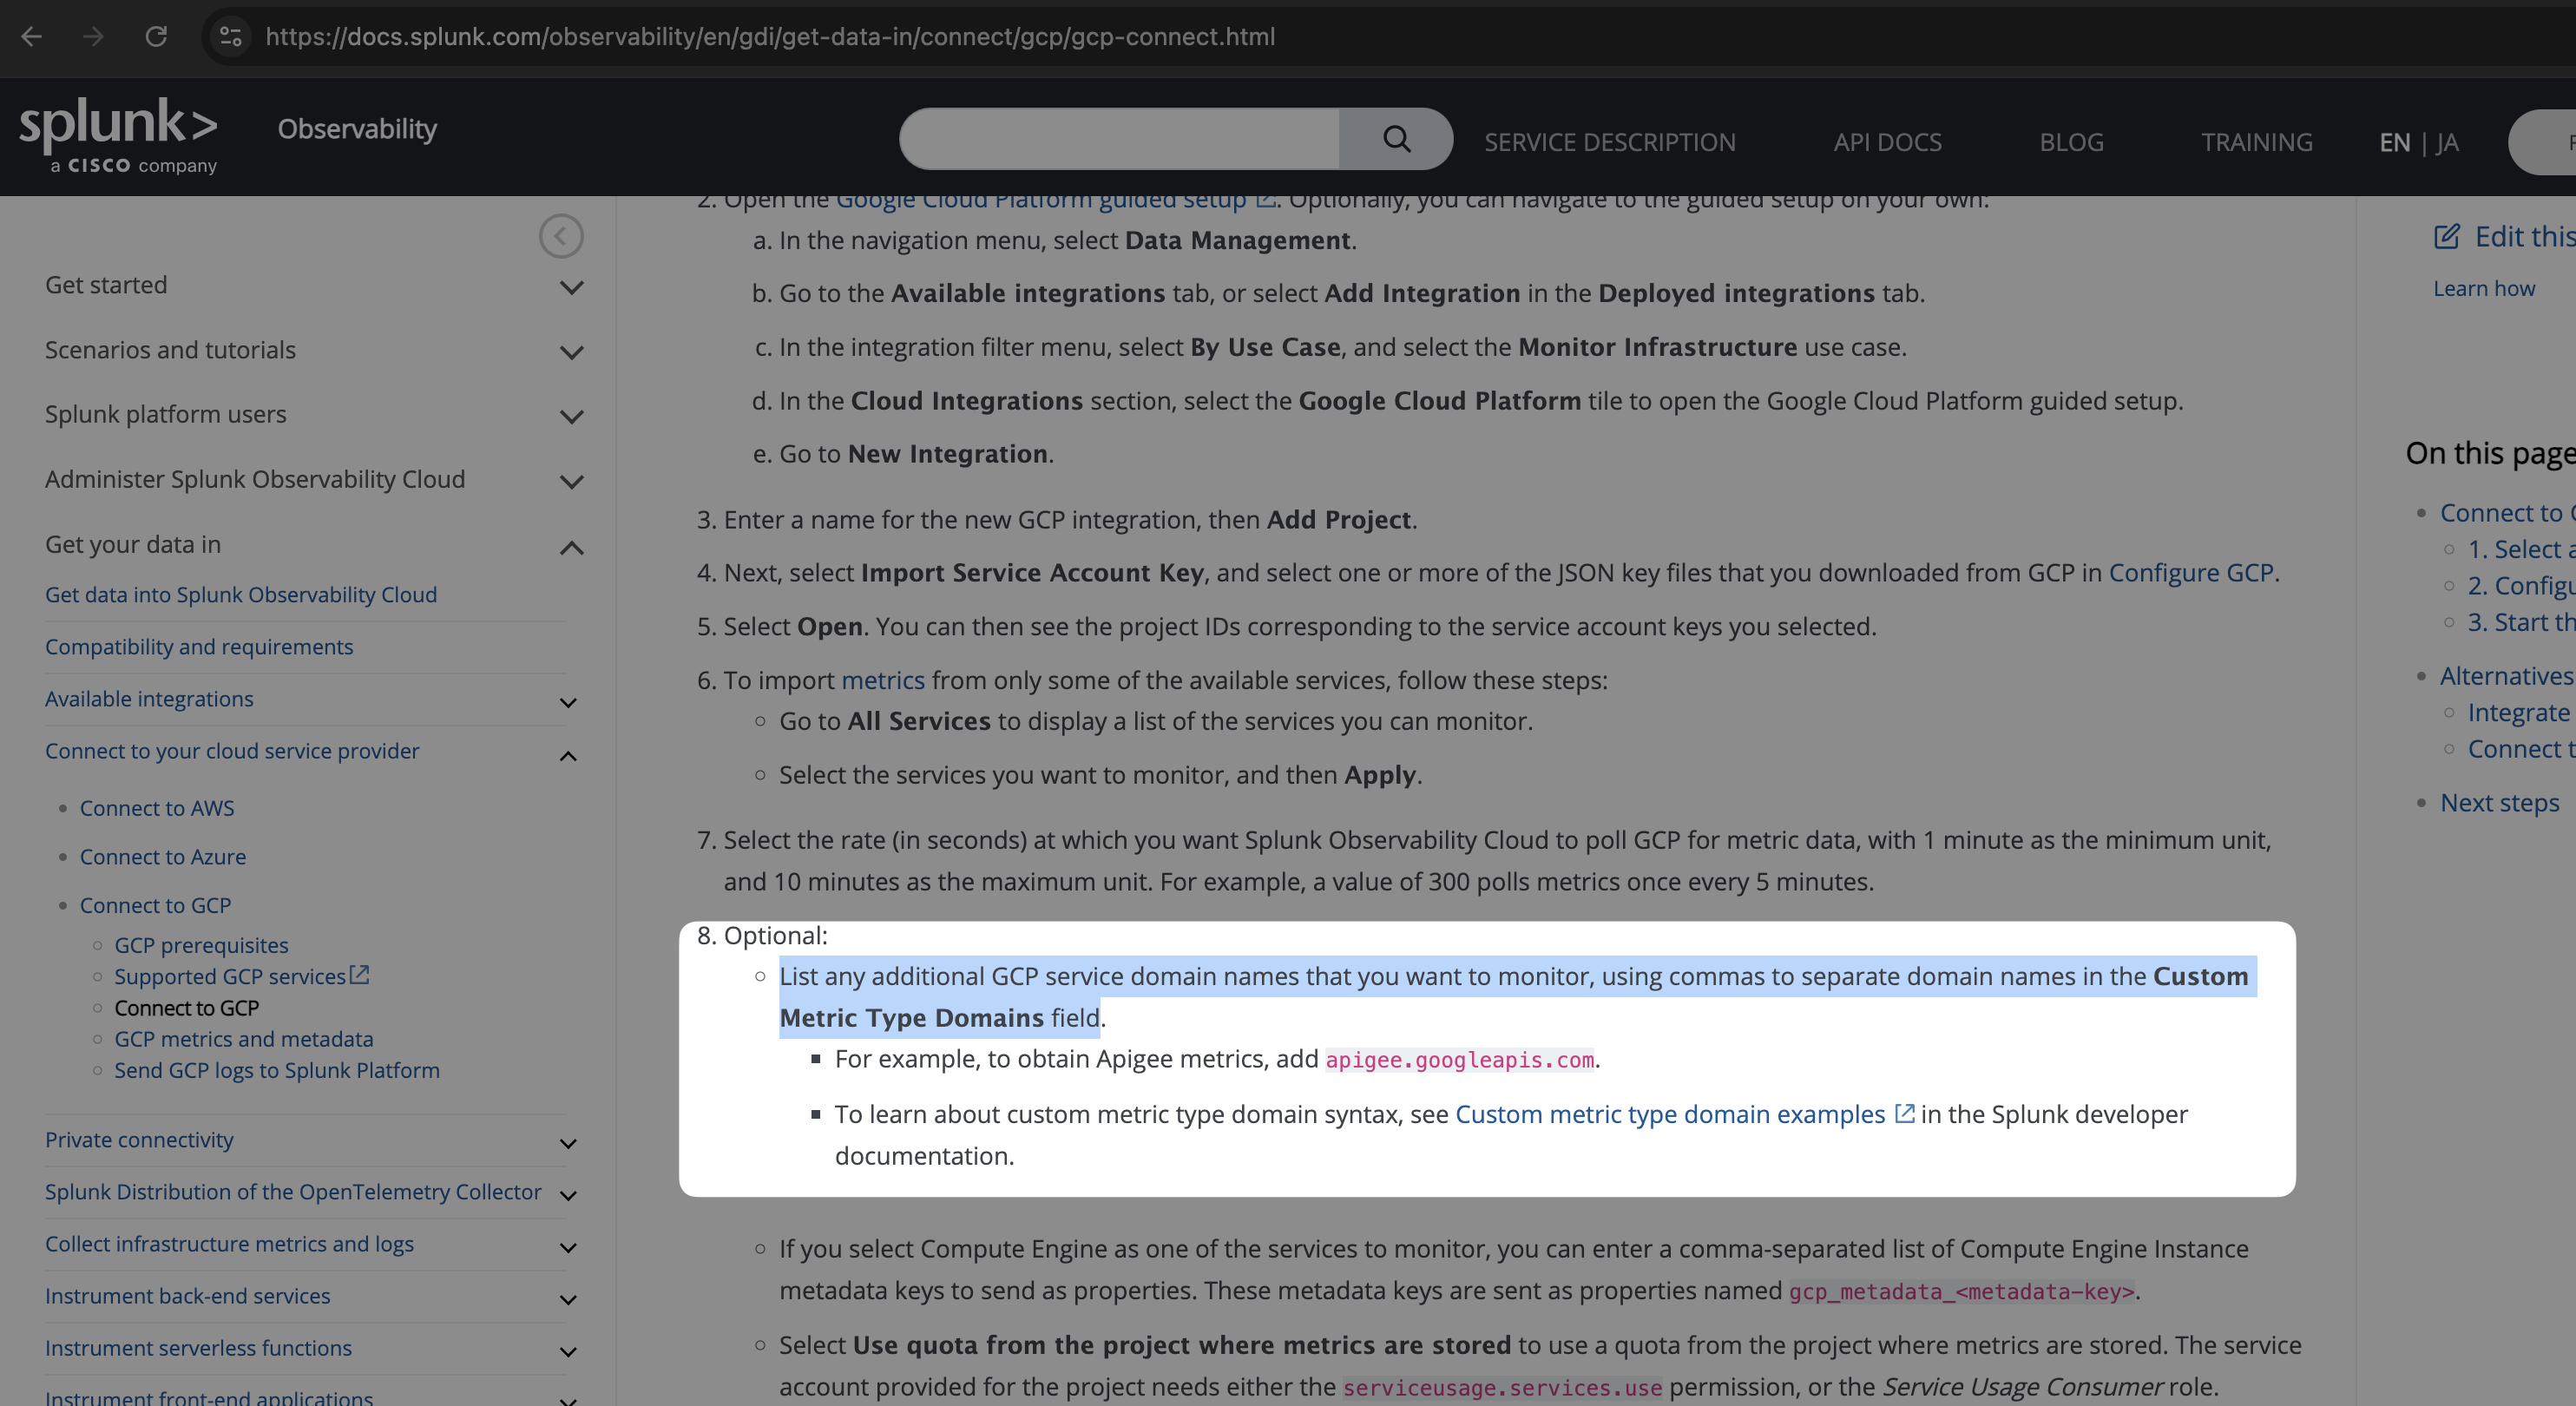 https://docs.splunk.com/observability/en/gdi/get-data-in/connect/gcp/gcp-connect.html
splunk>
a CISCO company
Observability
SERVICE DESCRIPTION
API DOCS
BLOG
TRAINING
EN | JA
Get started
Scenarios and tutorials
Splunk platform users
Administer Splunk Observability Cloud
Get your data in
Get data into Splunk Observability Cloud
Compatibility and requirements
Available integrations
Connect to your cloud service provider
Connect to AWS
Connect to Azure
Connect to GCP
GCP prerequisites
Supported GCP services
Connect to GCP
GCP metrics and metadata
Send GCP logs to Splunk Platform
Private connectivity
Splunk Distribution of the OpenTelemetry Collector
Collect infrastructure metrics and logs
Instrument back-end services
Instrument serverless functions
Instrument front-end applications
2. Open the Google Cloud Platform guided setup. Optionally, you can navigate to the guided setup on your own:
a. In the navigation menu, select Data Management.
b. Go to the Available integrations tab, or select Add Integration in the Deployed integrations tab.
c. In the integration filter menu, select By Use Case, and select the Monitor Infrastructure use case.
d. In the Cloud Integrations section, select the Google Cloud Platform tile to open the Google Cloud Platform guided setup.
e. Go to New Integration.
3. Enter a name for the new GCP integration, then Add Project.
4. Next, select Import Service Account Key, and select one or more of the JSON key files that you downloaded from GCP in Configure GCP.
5. Select Open. You can then see the project IDs corresponding to the service account keys you selected.
6. To import metrics from only some of the available services, follow these steps:
Go to All Services to display a list of the services you can monitor.
Select the services you want to monitor, and then Apply.
7. Select the rate (in seconds) at which you want Splunk Observability Cloud to poll GCP for metric data, with 1 minute as the minimum unit,
and 10 minutes as the maximum unit. For example, a value of 300 polls metrics once every 5 minutes.
8. Optional:
List any additional GCP service domain names that you want to monitor, using commas to separate domain names in the Custom
Metric Type Domains field.
For example, to obtain Apigee metrics, add apigee.googleapis.com.
To learn about custom metric type domain syntax, see Custom metric type domain examples in the Splunk developer
documentation.
If you select Compute Engine as one of the services to monitor, you can enter a comma-separated list of Compute Engine Instance
metadata keys to send as properties. These metadata keys are sent as properties named gcp_metadata_<metadata-key>.
Select Use quota from the project where metrics are stored to use a quota from the project where metrics are stored. The service
account provided for the project needs either the serviceusage.services.use permission, or the Service Usage Consumer role.
Edit this
Learn how
On this page
Connect to
1. Select
2.
3. Start
Alternatives
Integrate
Connect
Next steps